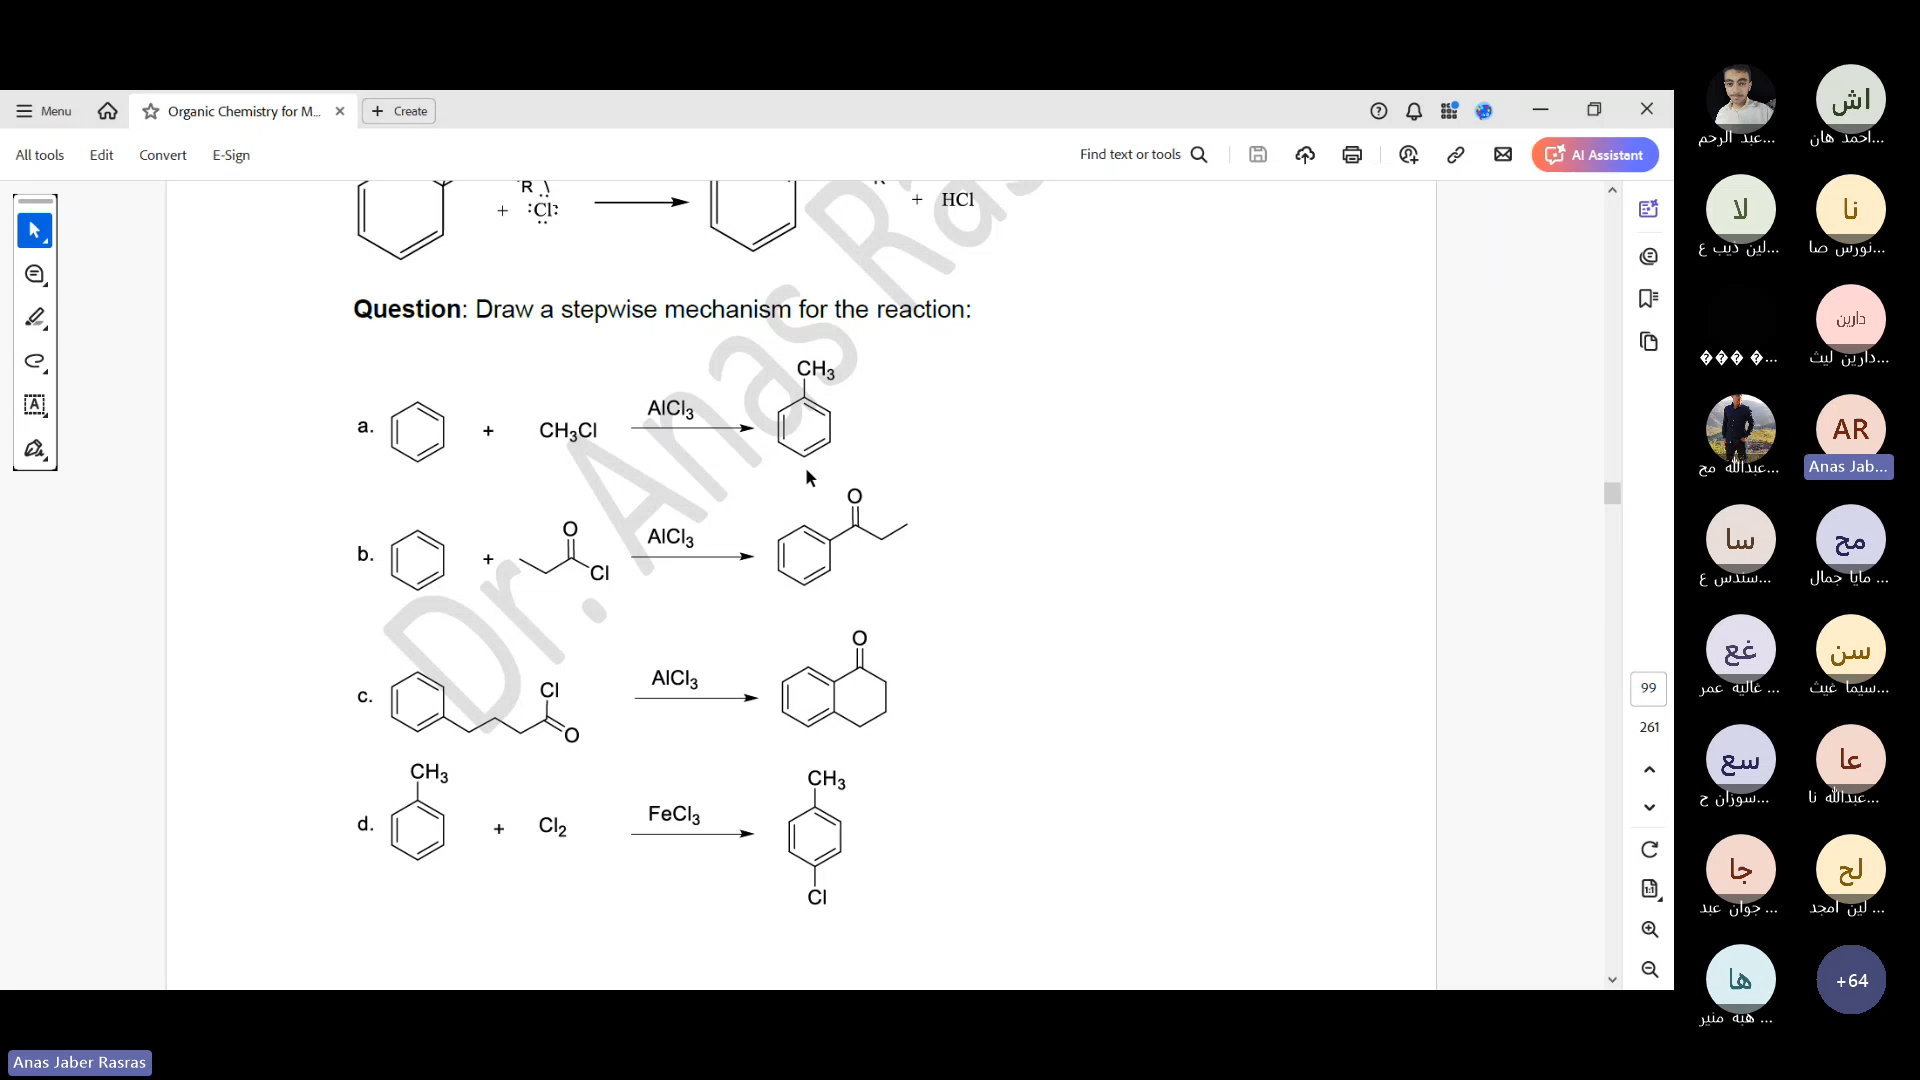 Menu
Organic Chemistry for M...
Create
All tools
Edit
Convert
E-Sign
Find text or tools
AI Assistant
R
+ :Cl:
+ HCl
Question: Draw a stepwise mechanism for the reaction:
a. + CH3Cl AlCl3 CH3
b. + O Cl AlCl3 O
c. Cl O AlCl3 O
d. CH3 + Cl2 FeCl3 CH3 Cl
Dr. Anas Ras
99
261
1:1
عبد الرحم...
اش
احمد هان...
لا
لين ذيب ع...
نا
نورس صا...
دارين
دارين ليث...
عبدالله مح...
AR
Anas Jab...
سا
سندس ع...
مح
مايا جمال ...
غع
غاليه عمر ...
سن
سيما غيث...
سع
سوزان ح...
عا
عبدالله نا...
جا
جوان عبد ...
لح
لين امجد ...
ها
هبه منير ...
+64
Anas Jaber Rasras